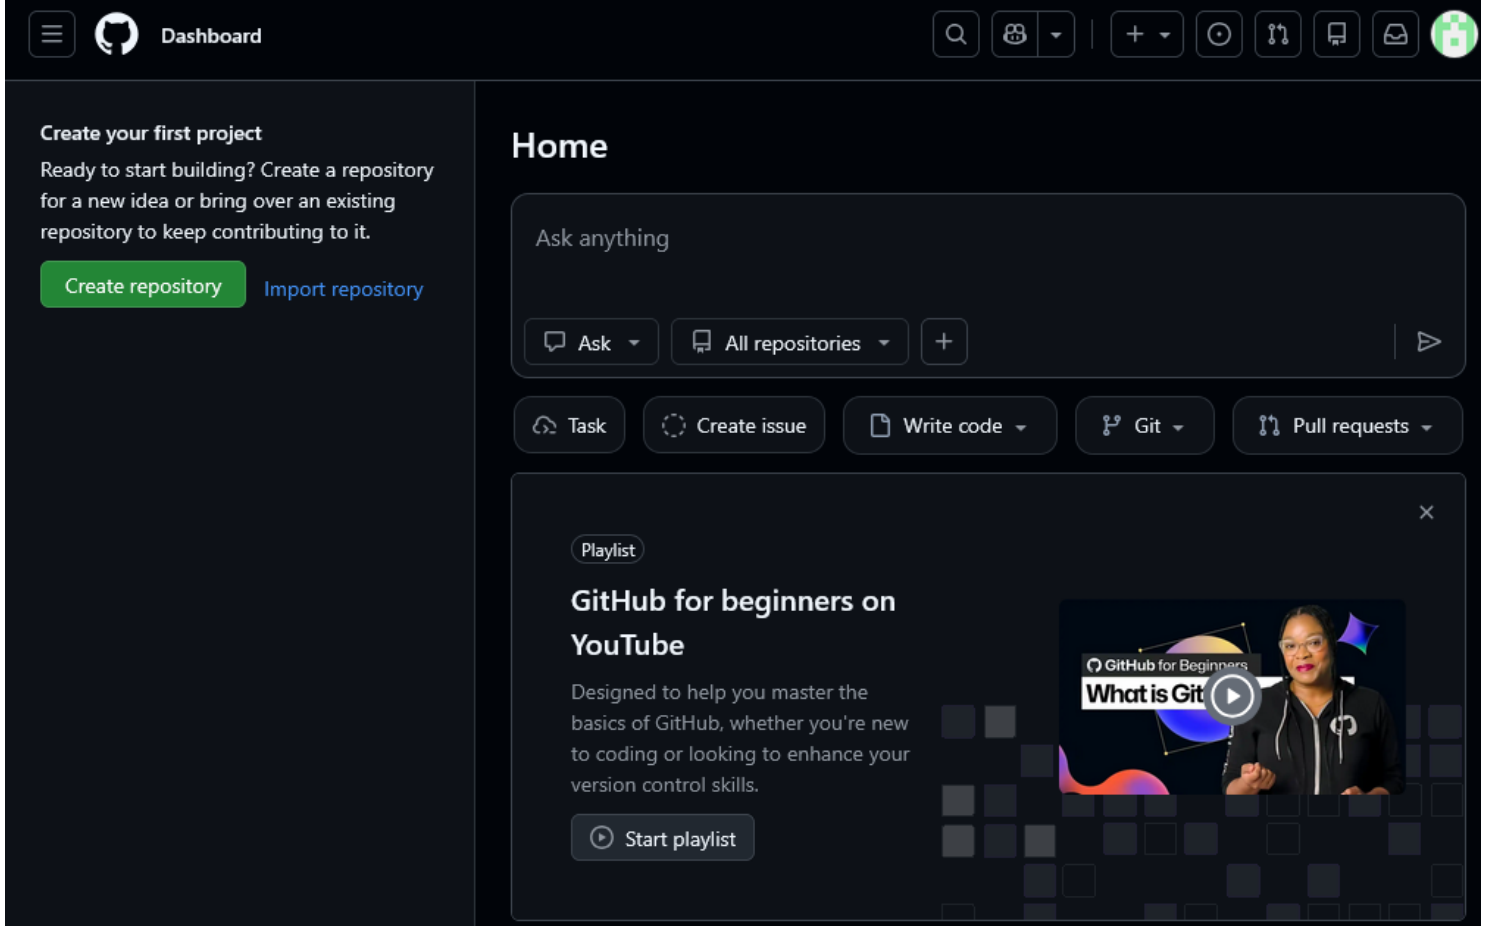 Dashboard
Create your first project
Ready to start building? Create a repository
for a new idea or bring over an existing
repository to keep contributing to it.
Create repository
Import repository
Home
Ask anything
Ask
All repositories
Task
Create issue
Write code
Git
Pull requests
Playlist
GitHub for beginners on
YouTube
Designed to help you master the
basics of GitHub, whether you're new
to coding or looking to enhance your
version control skills.
Start playlist
GitHub for Beginners
What is Git